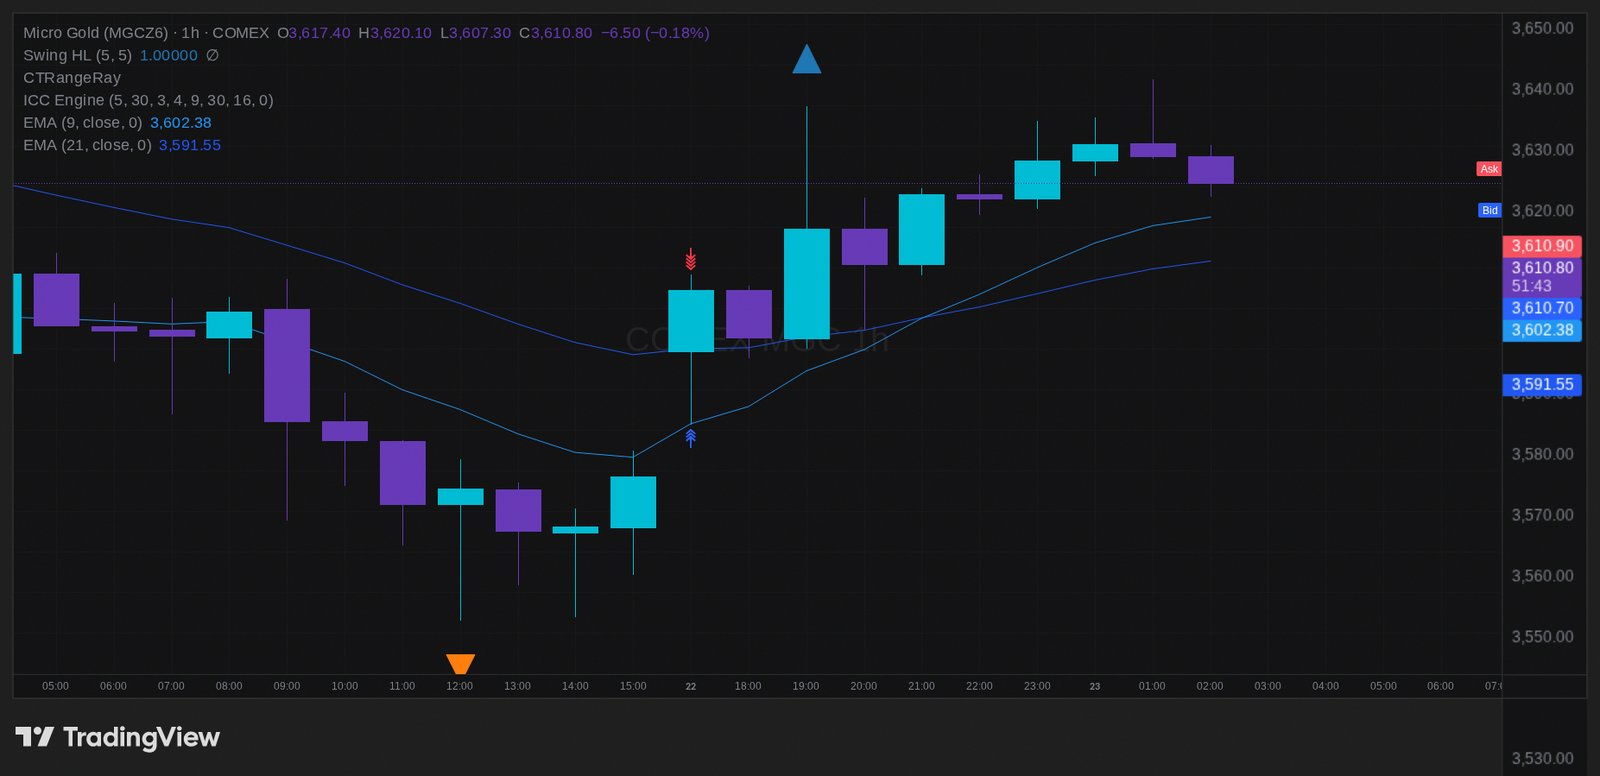 Micro Gold (MGCZ6) · 1h · COMEX O3,617.40 H3,620.10 L3,607.30 C3,610.80 −6.50 (−0.18%)
Swing HL (5, 5) 1.00000 ∅
CTRangeRay
ICC Engine (5, 30, 3, 4, 9, 30, 16, 0)
EMA (9, close, 0) 3,602.38
EMA (21, close, 0) 3,591.55
3,650.00
3,640.00
3,630.00
Ask
Bid
3,620.00
3,610.90
3,610.80
51:43
3,610.70
3,602.38
COMEX MGC 1h
3,591.55
3,580.00
3,570.00
3,560.00
3,550.00
05:00 06:00 07:00 08:00 09:00 10:00 11:00 12:00 13:00 14:00 15:00 22 18:00 19:00 20:00 21:00 22:00 23:00 23 01:00 02:00 03:00 04:00 05:00 06:00
TradingView
3,530.00